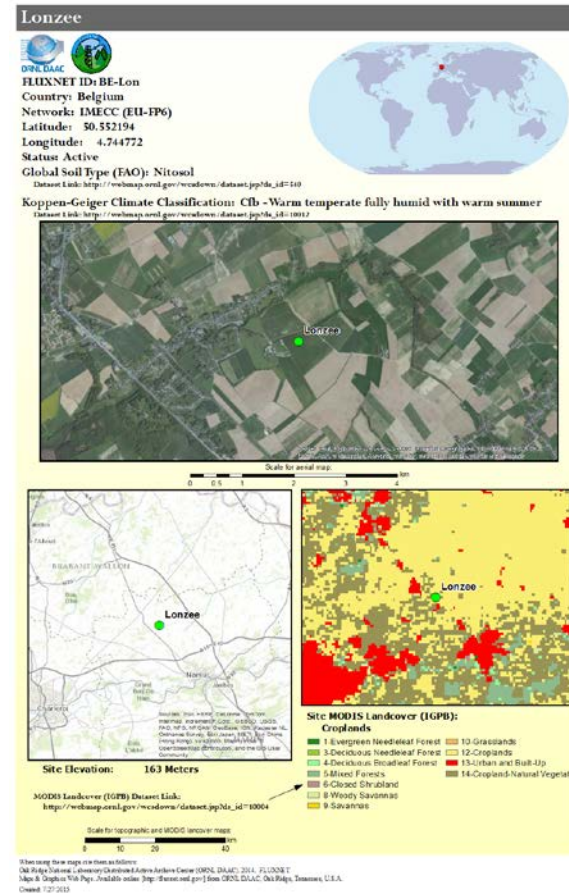 Lonzee
ORNL DAAC
FLUXNET ID: BE-Lon
Country: Belgium
Network: IMECC (EU-FP6)
Latitude: 50.552194
Longitude: 4.744772
Status: Active
Global Soil Type (FAO): Nitosol
Dataset Link: http://webmap.ornl.gov/wcsdown/dataset.jsp?ds_id=540
Koppen-Geiger Climate Classification: Cfb - Warm temperate fully humid with warm summer
Dataset Link: http://webmap.ornl.gov/wcsdown/dataset.jsp?ds_id=10012
Lonzee
Scale for aerial map:
km
0 0.5 1 2 3 4
BRABANT WALLON
Lonzee
Namur
Charleroi
Lonzee
Site Elevation: 163 Meters
Site MODIS Landcover (IGPB):
Croplands
1-Evergreen Needleleaf Forest
3-Deciduous Needleleaf Forest
4-Deciduous Broadleaf Forest
5-Mixed Forests
6-Closed Shrubland
8-Woody Savannas
9-Savannas
10-Grasslands
12-Croplands
13-Urban and Built-Up
14-Cropland-Natural Vegetat
MODIS Landcover (IGBP) Dataset Link:
http://webmap.ornl.gov/wcsdown/dataset.jsp?ds_id=10004
Scale for topographic and MODIS landcover maps:
km
0 10 20 40
When using these maps cite them as follows:
Oak Ridge National Laboratory Distributed Active Archive Center (ORNL DAAC). 2014. FLUXNET
Maps & Graphics Web Page. Available online [http://fluxnet.ornl.gov] from ORNL DAAC, Oak Ridge, Tennessee, U.S.A.
Created: 7/27/2015